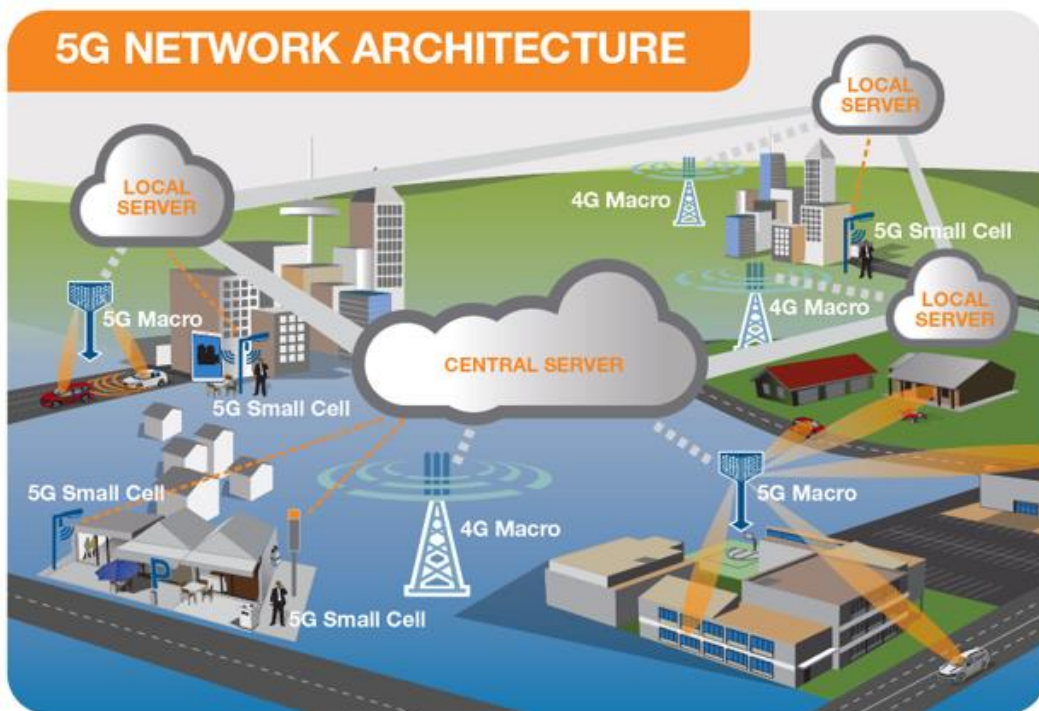 5G NETWORK ARCHITECTURE
LOCAL
SERVER
LOCAL
SERVER
4G Macro
5G Small Cell
4G Macro
LOCAL
SERVER
5G Macro
CENTRAL SERVER
5G Small Cell
5G Small Cell
4G Macro
5G Macro
P
5G Small Cell